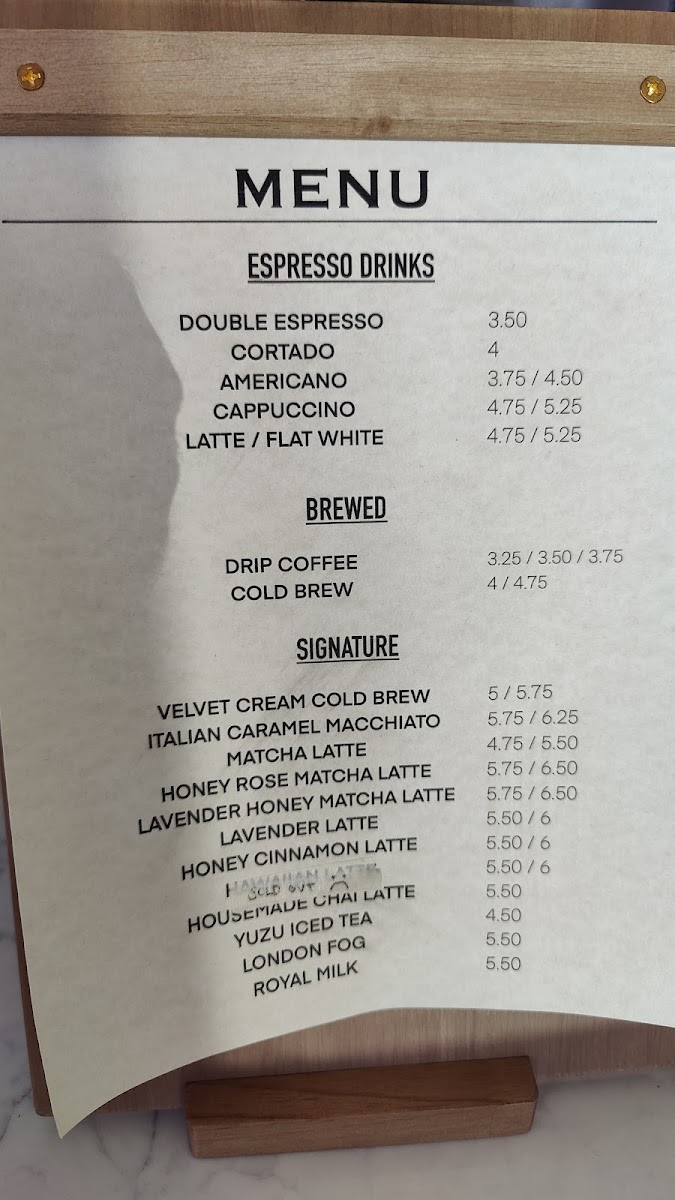 MENU
ESPRESSO DRINKS
DOUBLE ESPRESSO 3.50
CORTADO 4
AMERICANO 3.75 / 4.50
CAPPUCCINO 4.75 / 5.25
LATTE / FLAT WHITE 4.75 / 5.25
BREWED
DRIP COFFEE 3.25 / 3.50 / 3.75
COLD BREW 4 / 4.75
SIGNATURE
VELVET CREAM COLD BREW 5 / 5.75
ITALIAN CARAMEL MACCHIATO 5.75 / 6.25
MATCHA LATTE 4.75 / 5.50
HONEY ROSE MATCHA LATTE 5.75 / 6.50
LAVENDER HONEY MATCHA LATTE 5.75 / 6.50
LAVENDER LATTE 5.50 / 6
HONEY CINNAMON LATTE 5.50 / 6
HAWAIIAN LATTE 5.50 / 6
SOLD OUT
HOUSEMADE CHAI LATTE 5.50
YUZU ICED TEA 4.50
LONDON FOG 5.50
ROYAL MILK 5.50